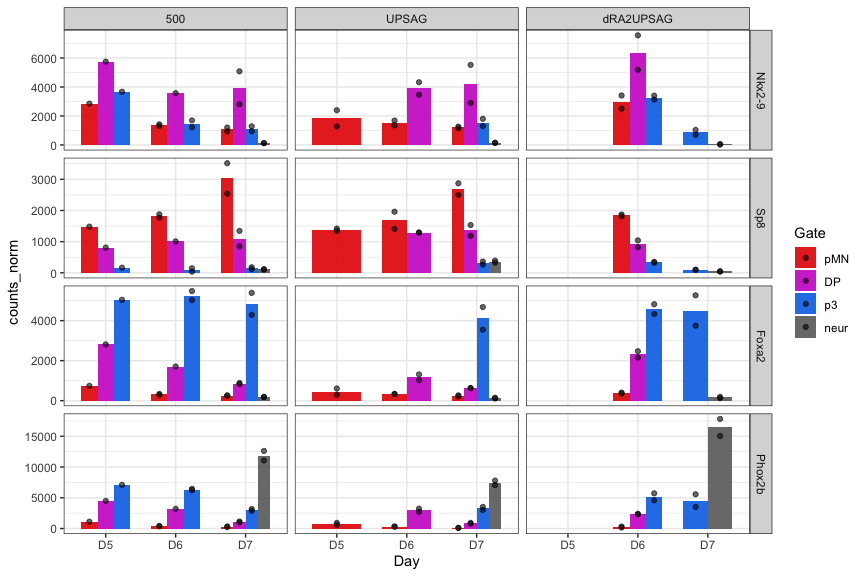 500 UPSAG dRA2UPSAG
6000
4000
2000
0
Nkx2-9
3000
2000
1000
0
Sp8
4000
2000
0
Foxa2
15000
10000
5000
0
Phox2b
D5 D6 D7 D5 D6 D7 D5 D6 D7
Day
counts_norm
Gate
pMN
DP
p3
neur